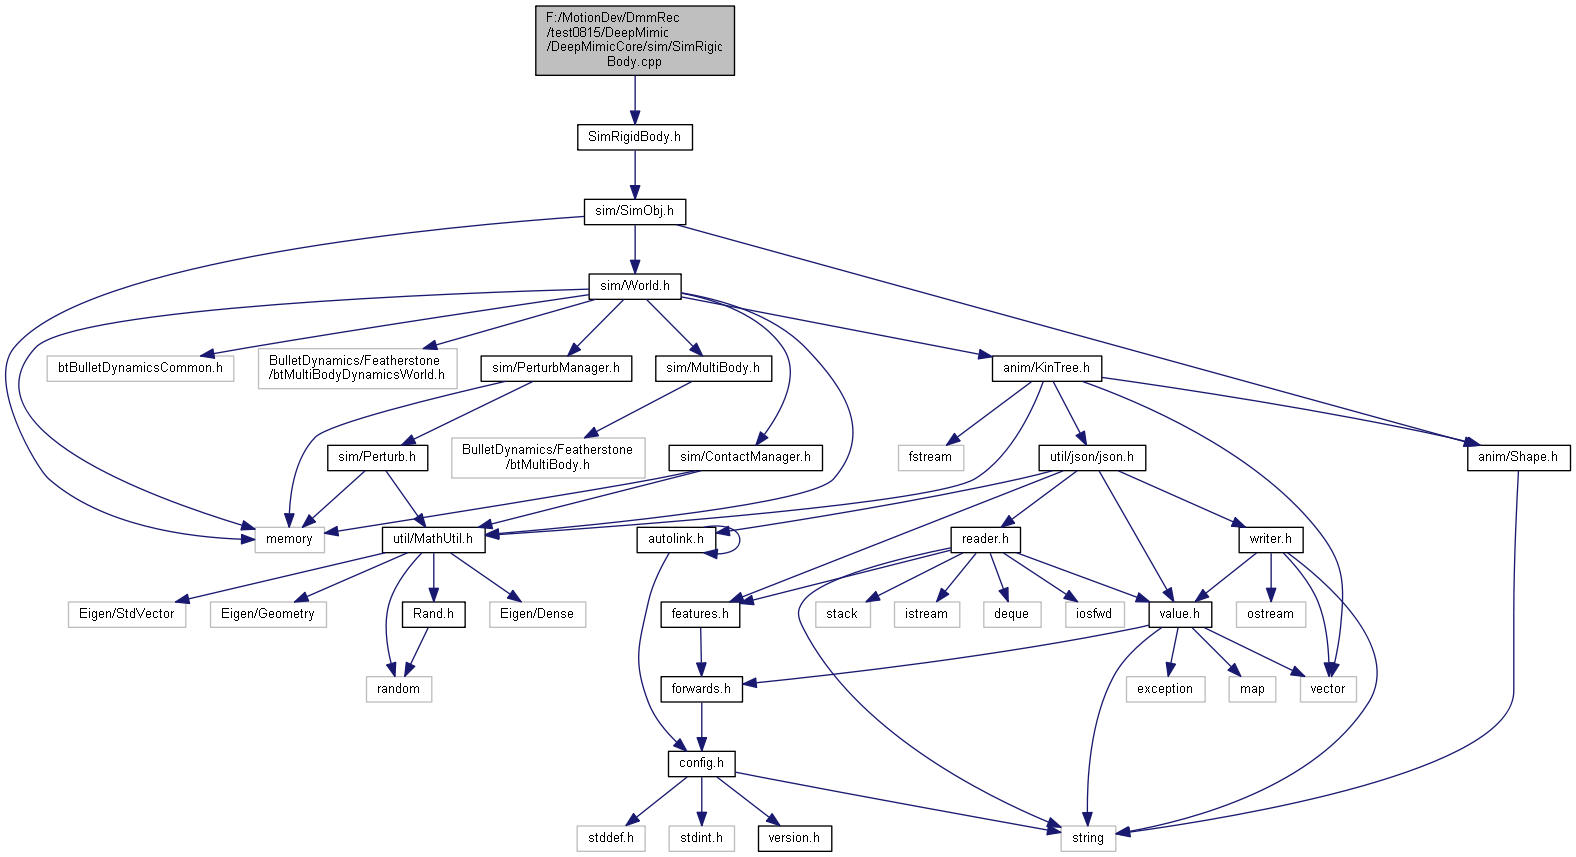 F:/MotionDev/DmmRec
/test0815/DeepMimic
/DeepMimicCore/sim/SimRigid
Body.cpp
SimRigidBody.h
sim/SimObj.h
sim/World.h
btBulletDynamicsCommon.h
BulletDynamics/Featherstone
/btMultiBodyDynamicsWorld.h
sim/PerturbManager.h
sim/MultiBody.h
anim/KinTree.h
sim/Perturb.h
BulletDynamics/Featherstone
/btMultiBody.h
sim/ContactManager.h
fstream
util/json/json.h
anim/Shape.h
memory
util/MathUtil.h
autolink.h
reader.h
writer.h
Eigen/StdVector
Eigen/Geometry
Rand.h
Eigen/Dense
features.h
stack
istream
deque
iosfwd
value.h
ostream
random
forwards.h
exception
map
vector
config.h
stddef.h
stdint.h
version.h
string